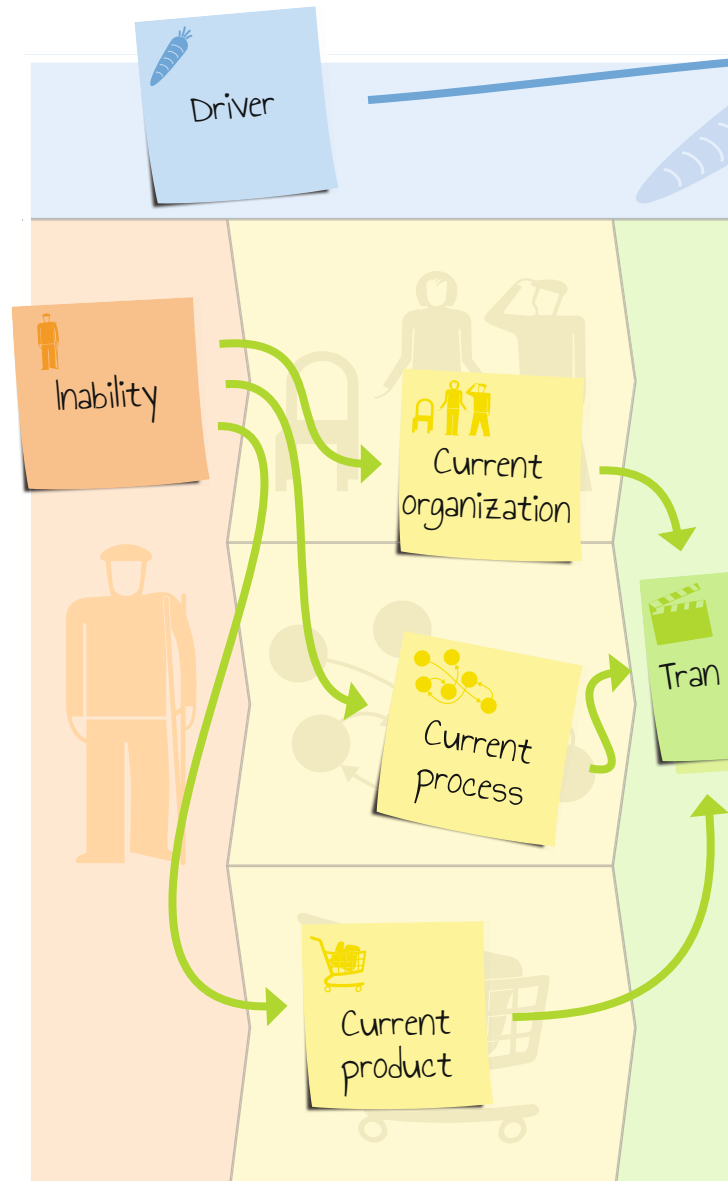 Driver
Inability
Current
organization
Current
process
Tran
Current
product